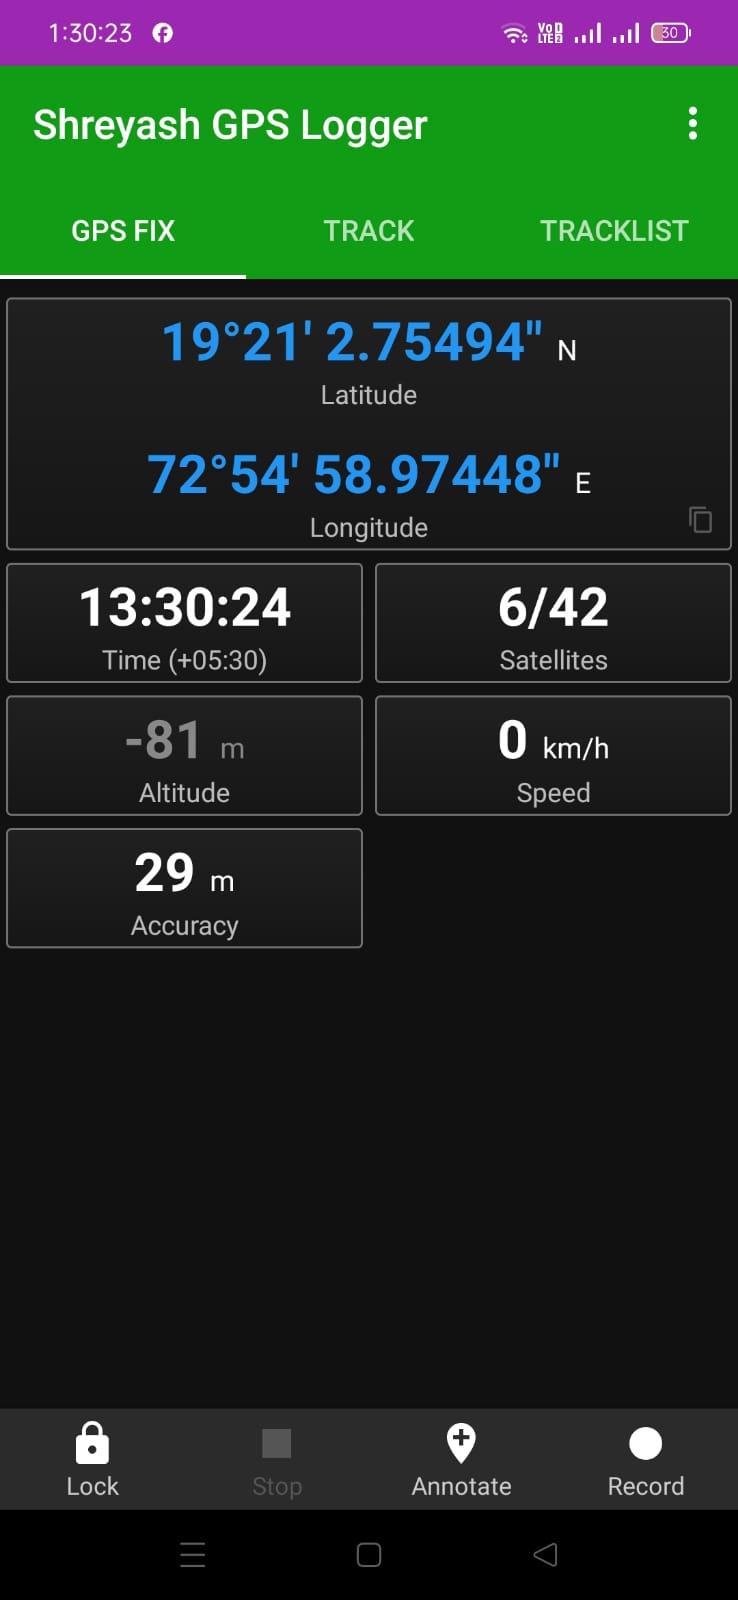 1:30:23
VoD LTE2
30
Shreyash GPS Logger
GPS FIX TRACK TRACKLIST
19°21' 2.75494" N
Latitude
72°54' 58.97448" E
Longitude
13:30:24
Time (+05:30)
6/42
Satellites
-81 m
Altitude
0 km/h
Speed
29 m
Accuracy
Lock Stop Annotate Record